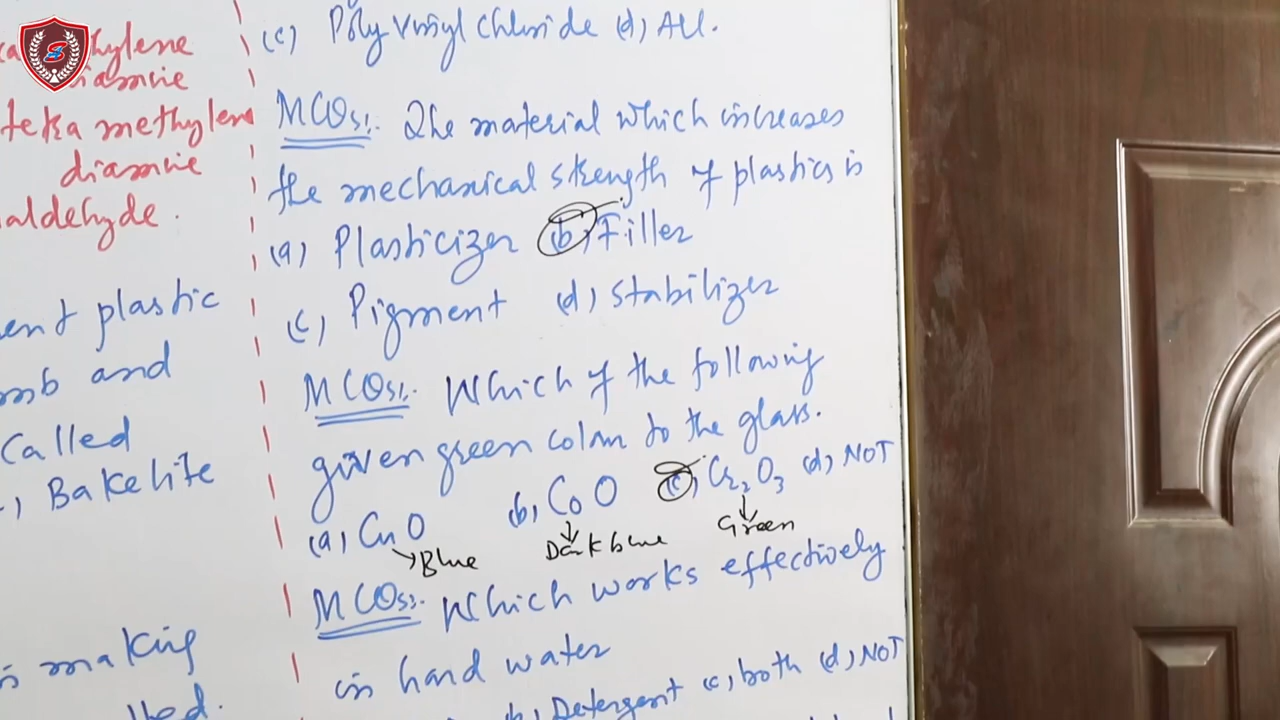 hylene
diamine
methylene
diamine
aldehyde.
plastic
and
Called
Bakelite
is making
(c) Poly Vinyl chloride (d) All.
MCQs:. The material which increases
the mechanical strength of plastics is
(a) Plasticizer (b) Filler
(c) Pigment (d) Stabilizer
MCQs:. Which of the following
given green colour to the glass.
(a) CuO (b) CoO (c) Cr2O3 (d) NOT
Blue Dark blue Green
MCQs:. Which works effectively
in hard water
(b) Detergent (c) both (d) NOT